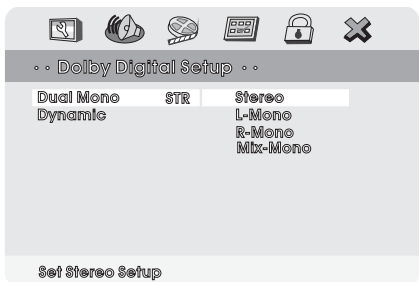 · · Dolby Digital Setup · ·
Dual Mono STR Stereo
Dynamic L-Mono
R-Mono
Mix-Mono
Set Stereo Setup